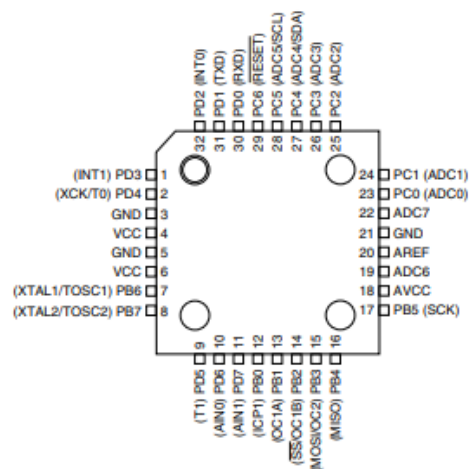 PD2 (INT0)
PD1 (TXD)
PD0 (RXD)
PC6 (RESET)
PC5 (ADC5/SCL)
PC4 (ADC4/SDA)
PC3 (ADC3)
PC2 (ADC2)
32
31
30
29
28
27
26
25
(INT1) PD3 1
(XCK/T0) PD4 2
GND 3
VCC 4
GND 5
VCC 6
(XTAL1/TOSC1) PB6 7
(XTAL2/TOSC2) PB7 8
24 PC1 (ADC1)
23 PC0 (ADC0)
22 ADC7
21 GND
20 AREF
19 ADC6
18 AVCC
17 PB5 (SCK)
9
10
11
12
13
14
15
16
(T1) PD5
(AIN0) PD6
(AIN1) PD7
(ICP1) PB0
(OC1A) PB1
(SS/OC1B) PB2
(MOSI/OC2) PB3
(MISO) PB4